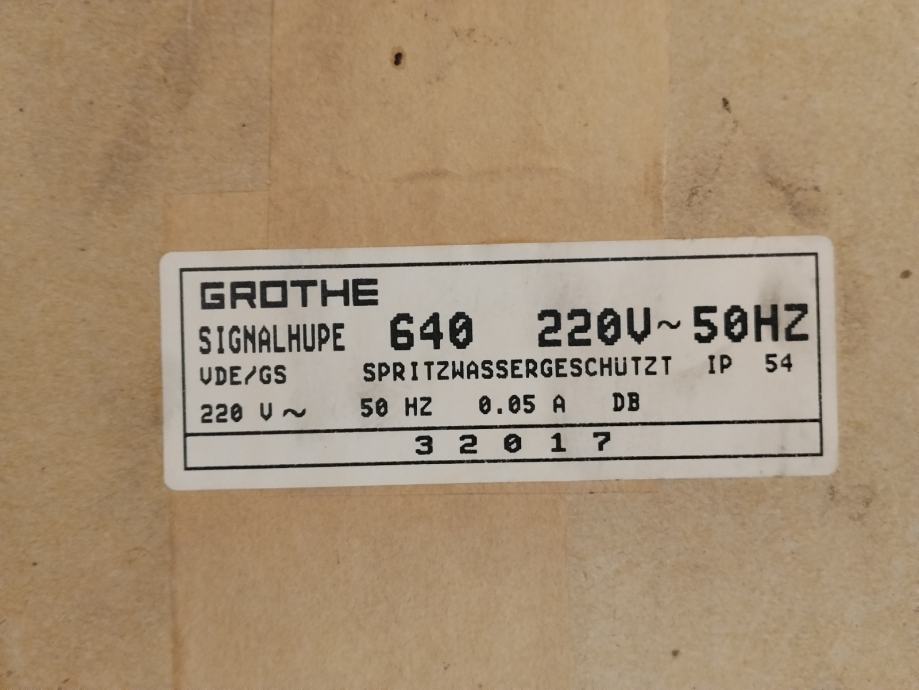 GROTHE
SIGNALHUPE 640 220V~50HZ
VDE/GS SPRITZWASSERGESCHÜTZT IP 54
220 V~ 50 HZ 0.05 A DB
3 2 0 1 7